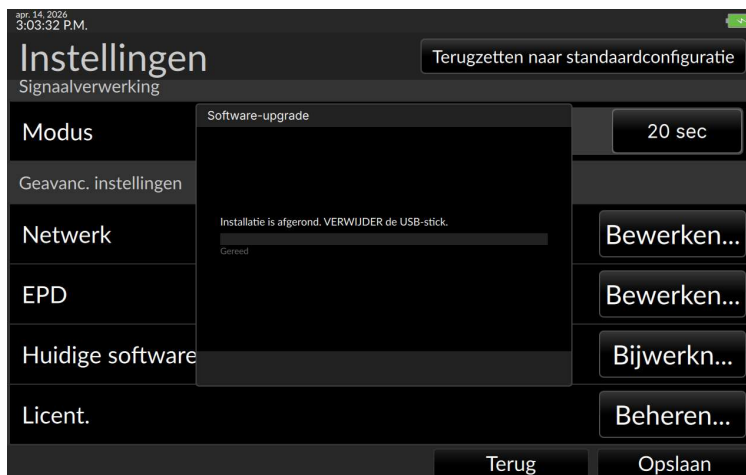 apr. 14, 2026
3:03:32 P.M.
Instellingen
Terugzetten naar standaardconfiguratie
Signaalverwerking
Modus
20 sec
Software-upgrade
Geavanc. instellingen
Installatie is afgerond. VERWIJDER de USB-stick.
Gereed
Netwerk
Bewerken...
EPD
Bewerken...
Huidige software
Bijwerkn...
Licent.
Beheren...
Terug
Opslaan